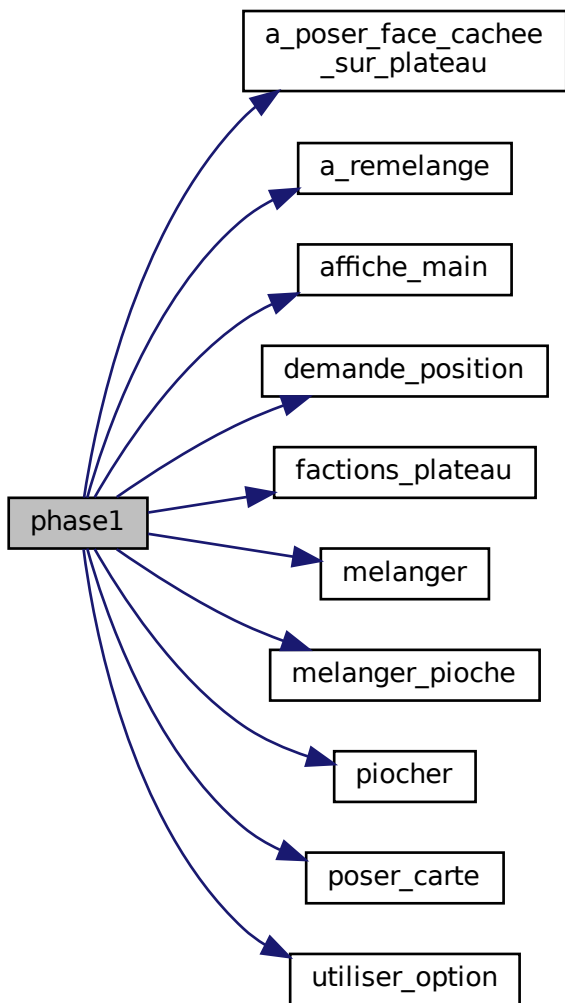 a_poser_face_cachee
_sur_plateau
a_remelange
affiche_main
demande_position
factions_plateau
phase1
melanger
melanger_pioche
piocher
poser_carte
utiliser_option